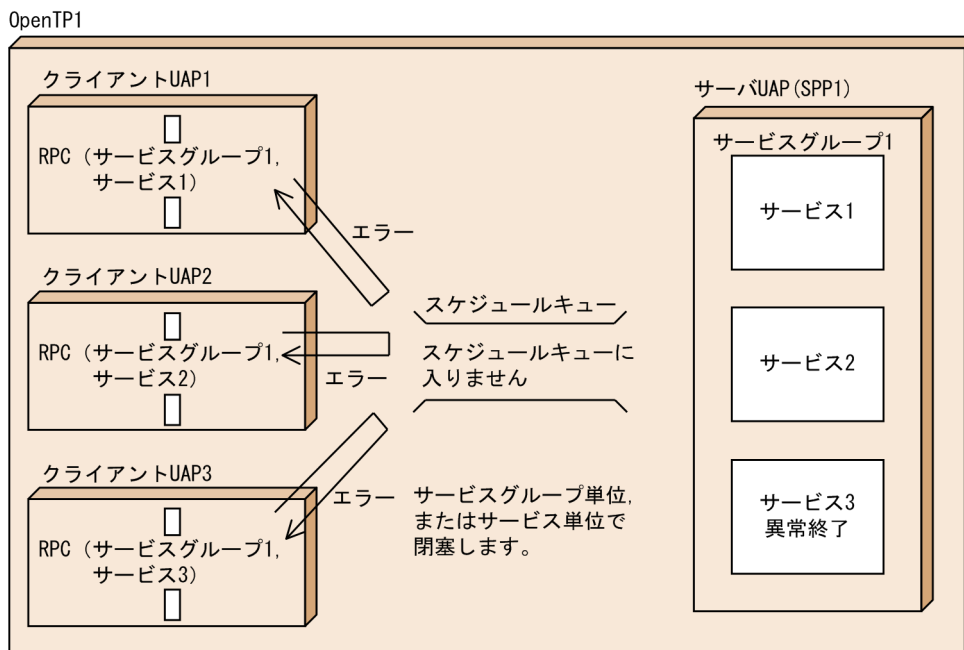 OpenTP1
クライアントUAP1
RPC（サービスグループ1,
サービス1）
エラー
クライアントUAP2
RPC（サービスグループ1,
サービス2）
エラー
クライアントUAP3
RPC（サービスグループ1,
サービス3）
エラー
スケジュールキュー
スケジュールキューに
入りません
サービスグループ単位,
またはサービス単位で
閉塞します。
サーバUAP(SPP1)
サービスグループ1
サービス1
サービス2
サービス3
異常終了